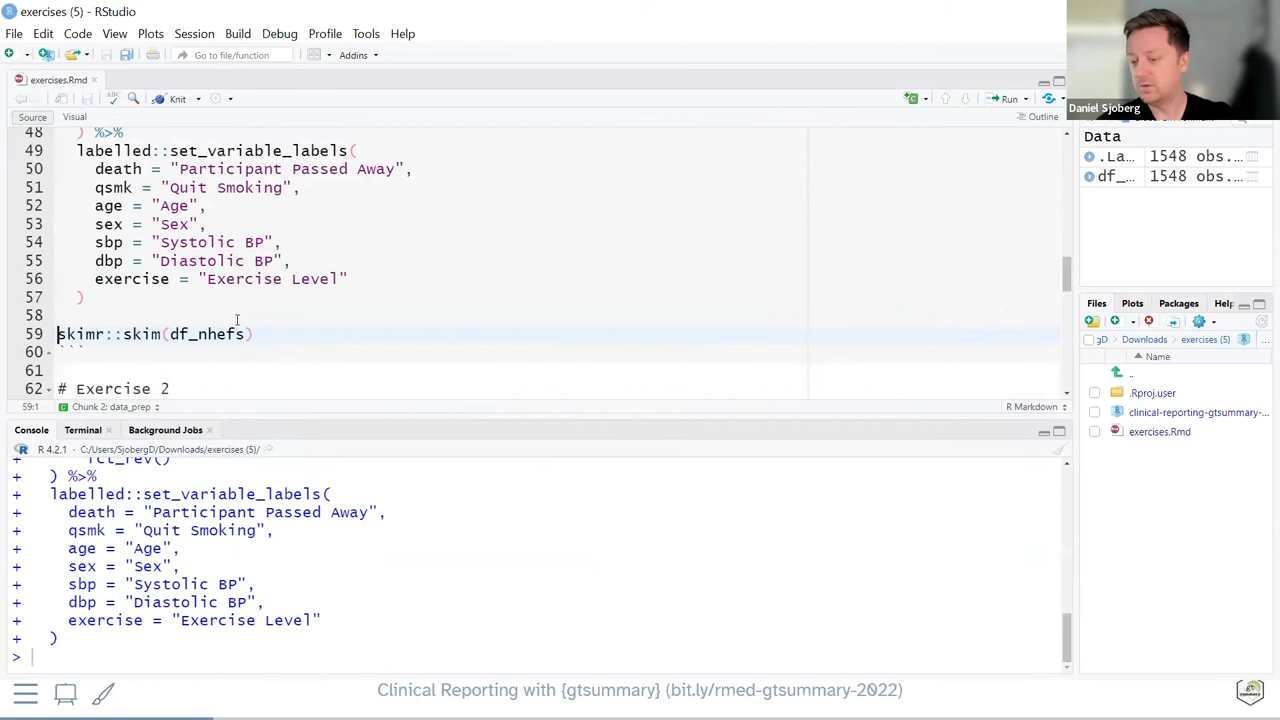 exercises (5) - RStudio
File Edit Code View Plots Session Build Debug Profile Tools Help
Go to file/function
Addins
Daniel Sjoberg
exercises.Rmd
Knit
Run
Source Visual
Outline
Data
.La... 1548 obs....
df_... 1548 obs....
48 ) %>%
49 labelled::set_variable_labels(
50 death = "Participant Passed Away",
51 qsmk = "Quit Smoking",
52 age = "Age",
53 sex = "Sex",
54 sbp = "Systolic BP",
55 dbp = "Diastolic BP",
56 exercise = "Exercise Level"
57 )
58
59 skimr::skim(df_nhefs)
60 ```
61
62 # Exercise 2
59:1 Chunk 2: data_prep R Markdown
Files Plots Packages Help
gD Downloads exercises (5) ...
Name
..
.Rproj.user
clinical-reporting-gtsummary-...
exercises.Rmd
Console Terminal Background Jobs
R 4.2.1 · C:/Users/SjobergD/Downloads/exercises (5)/
+ fct_rev()
+ ) %>%
+ labelled::set_variable_labels(
+ death = "Participant Passed Away",
+ qsmk = "Quit Smoking",
+ age = "Age",
+ sex = "Sex",
+ sbp = "Systolic BP",
+ dbp = "Diastolic BP",
+ exercise = "Exercise Level"
+ )
>
Clinical Reporting with {gtsummary} (bit.ly/rmed-gtsummary-2022)